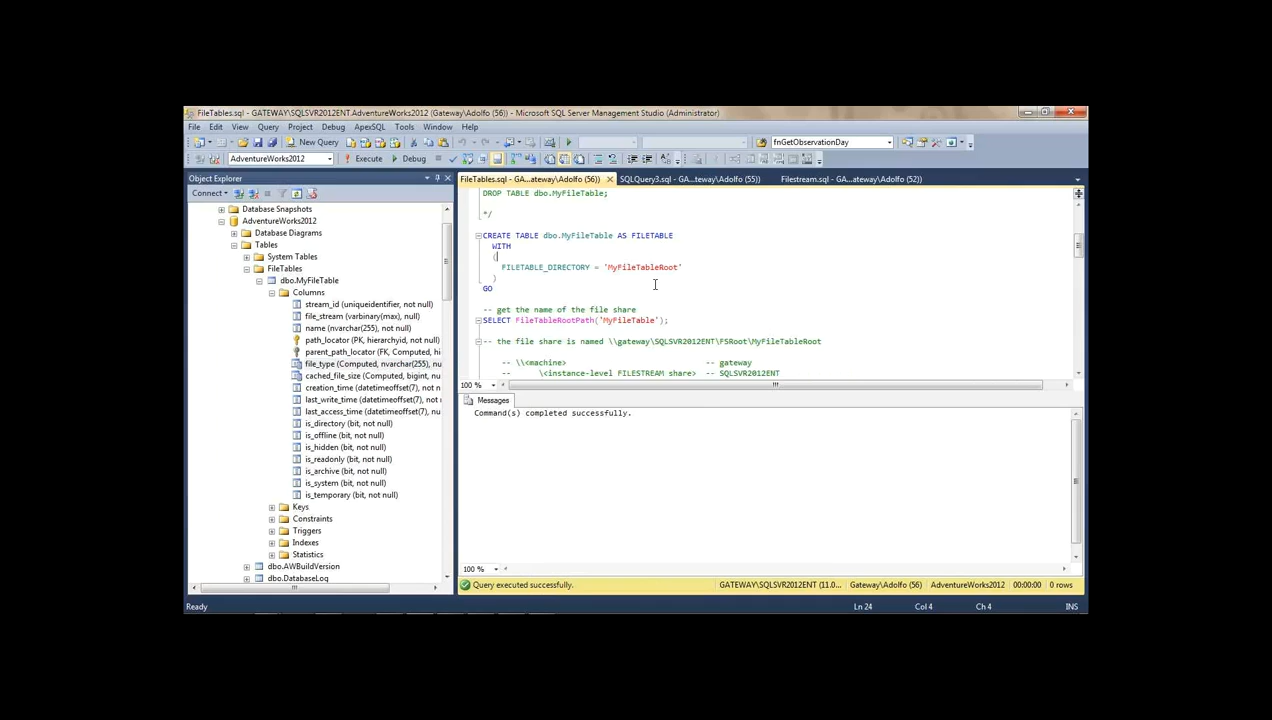 FileTables.sql - GATEWAY\SQLSVR2012ENT.AdventureWorks2012 (Gateway\Adolfo (56)) - Microsoft SQL Server Management Studio (Administrator)
File Edit View Query Project Debug ApexSQL Tools Window Help
New Query
fnGetObservationDay
AdventureWorks2012
Execute
Debug
Object Explorer
Connect
Database Snapshots
AdventureWorks2012
Database Diagrams
Tables
System Tables
FileTables
dbo.MyFileTable
Columns
stream_id (uniqueidentifier, not null)
file_stream (varbinary(max), null)
name (nvarchar(255), not null)
path_locator (PK, hierarchyid, not null)
parent_path_locator (FK, Computed, hi
file_type (Computed, nvarchar(255), nu
cached_file_size (Computed, bigint, nu
creation_time (datetimeoffset(7), not n
last_write_time (datetimeoffset(7), not
last_access_time (datetimeoffset(7), nu
is_directory (bit, not null)
is_offline (bit, not null)
is_hidden (bit, not null)
is_readonly (bit, not null)
is_archive (bit, not null)
is_system (bit, not null)
is_temporary (bit, not null)
Keys
Constraints
Triggers
Indexes
Statistics
dbo.AWBuildVersion
dbo.DatabaseLog
FileTables.sql - GA...ateway\Adolfo (56))
SQLQuery3.sql - GA...teway\Adolfo (55))
Filestream.sql - GA...ateway\Adolfo (52))
DROP TABLE dbo.MyFileTable;
*/
CREATE TABLE dbo.MyFileTable AS FILETABLE
WITH
(
FILETABLE_DIRECTORY = 'MyFileTableRoot'
)
GO
-- get the name of the file share
SELECT FileTableRootPath('MyFileTable');
-- the file share is named \\gateway\SQLSVR2012ENT\FSRoot\MyFileTableRoot
-- \\<machine> -- gateway
-- \<instance-level FILESTREAM share> -- SQLSVR2012ENT
100 %
Messages
Command(s) completed successfully.
100 %
Query executed successfully.
GATEWAY\SQLSVR2012ENT (11.0... Gateway\Adolfo (56) AdventureWorks2012 00:00:00 0 rows
Ready
Ln 24 Col 4 Ch 4 INS